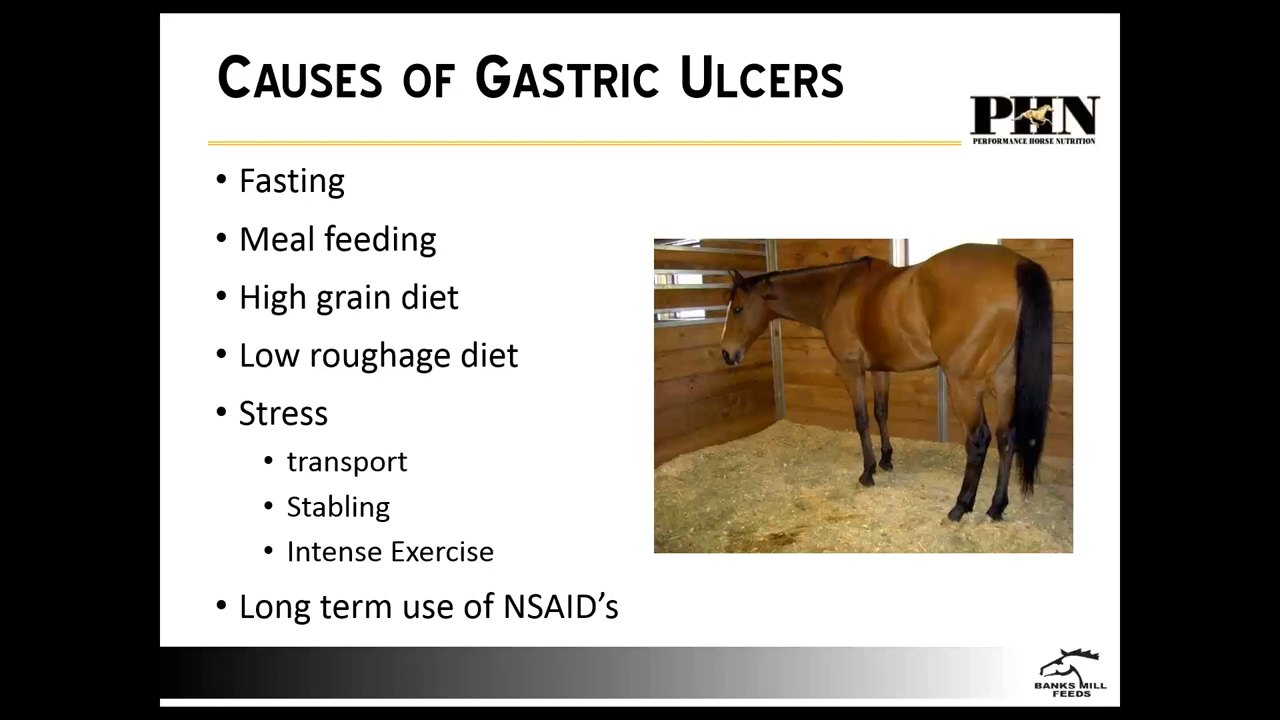 CAUSES OF GASTRIC ULCERS
PHN
PERFORMANCE HORSE NUTRITION
• Fasting
• Meal feeding
• High grain diet
• Low roughage diet
• Stress
• transport
• Stabling
• Intense Exercise
• Long term use of NSAID’s
BANKS MILL
FEEDS